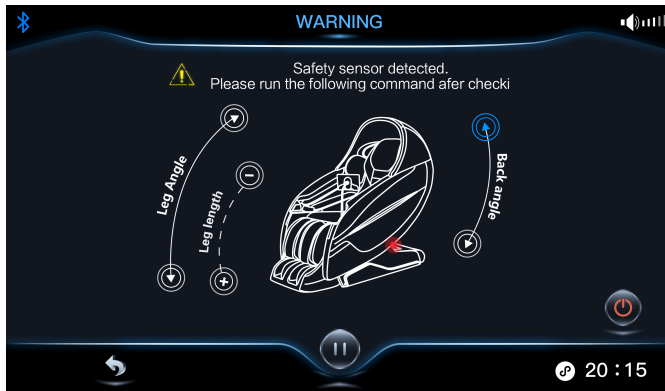 WARNING
Safety sensor detected.
Please run the following command afer checki
Leg Angle
Leg length
Back angle
20:15